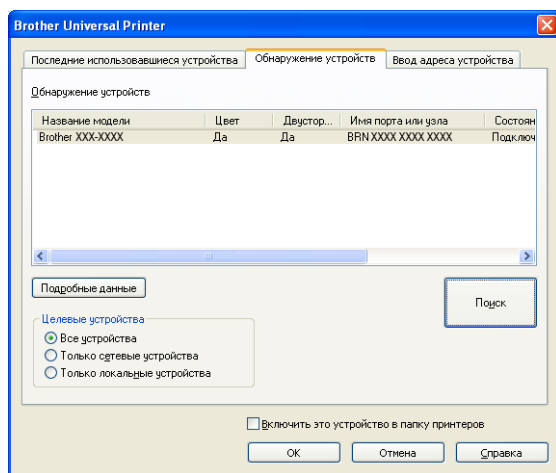 Brother Universal Printer
Последние использовавшиеся устройства Обнаружение устройств Ввод адреса устройства
Обнаружение устройств
Название модели Цвет Двустор... Имя порта или узла Состоян
Brother XXX-XXXX Да Да BRN XXXX XXXX XXXX Подключ
Подробные данные
Поиск
Целевые устройства
Все устройства
Только сетевые устройства
Только локальные устройства
Включить это устройство в папку принтеров
OK Отмена Справка